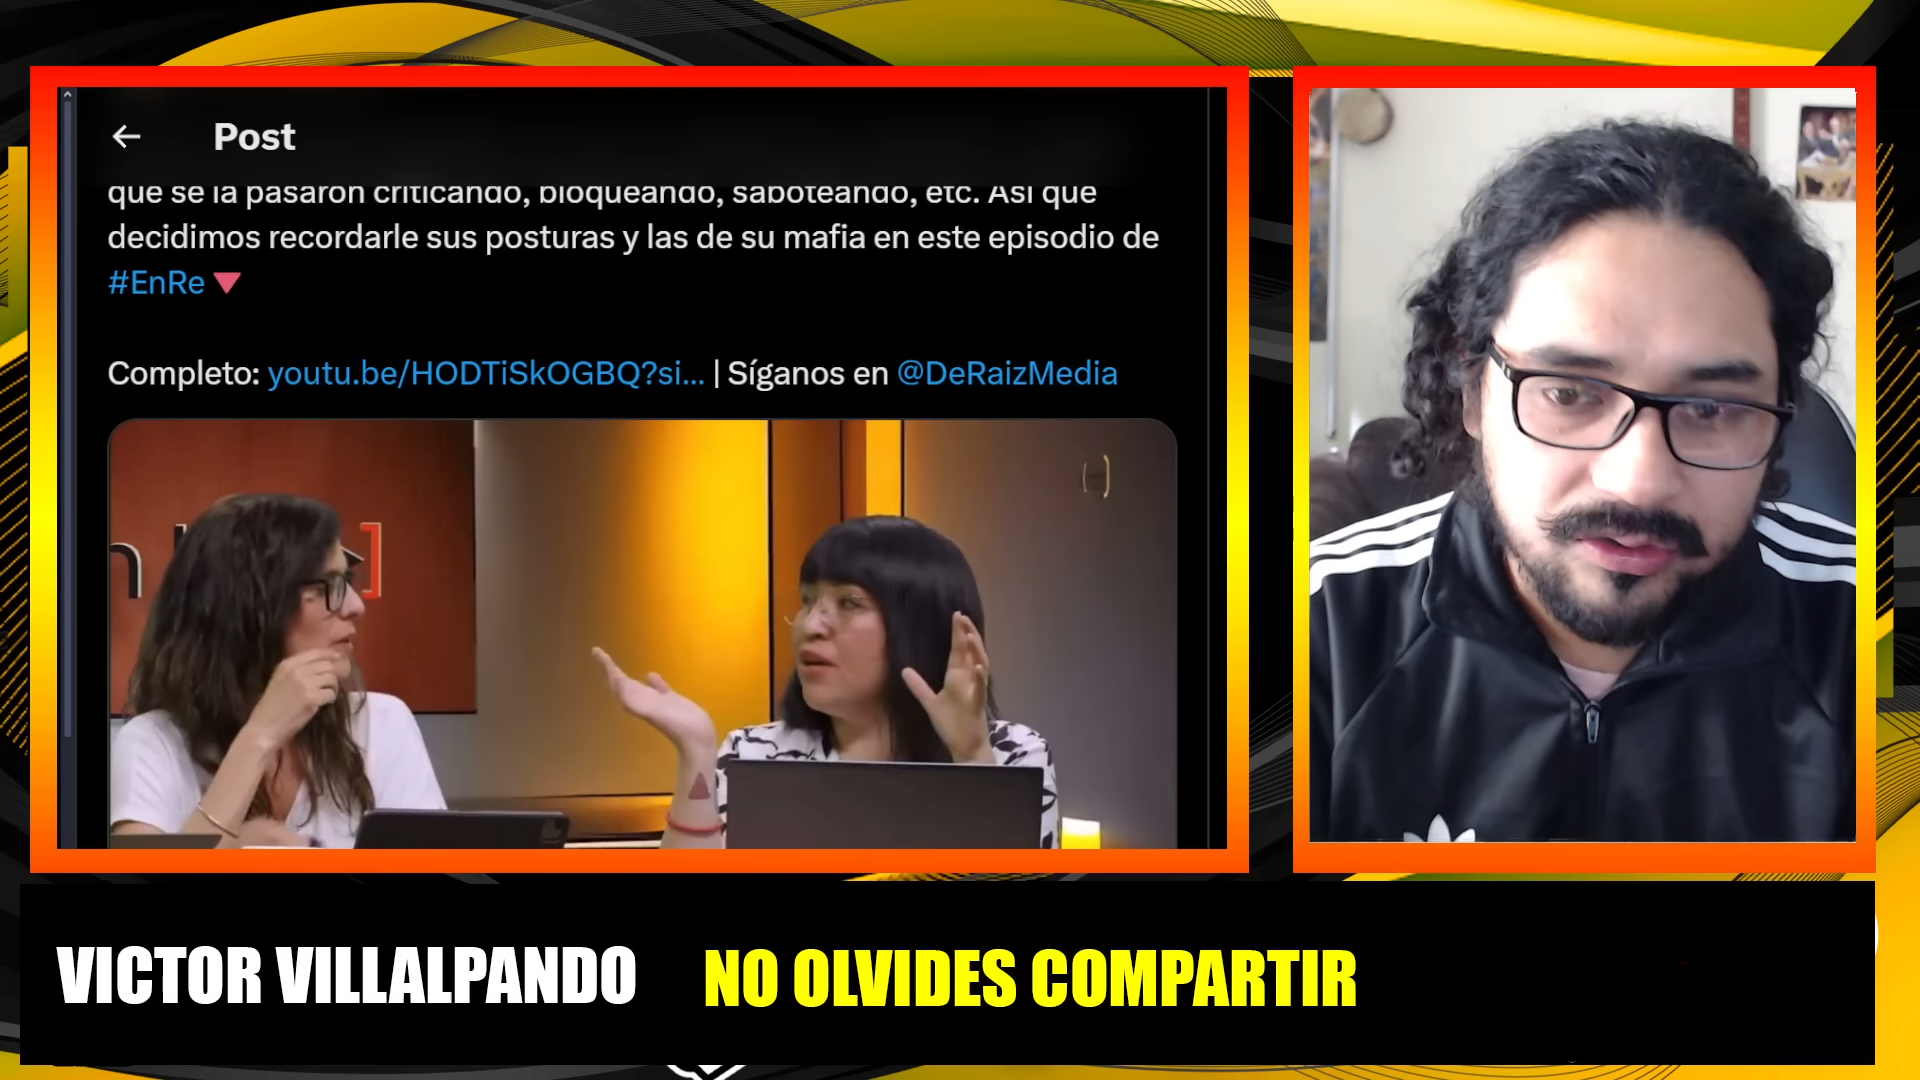 Post
que se la pasaron criticando, bloqueando, saboteando, etc. Así que
decidimos recordarle sus posturas y las de su mafia en este episodio de
#EnRe🔻
Completo: youtu.be/HODTiSkOGBQ?si... | Síganos en @DeRaizMedia
VICTOR VILLALPANDO
NO OLVIDES COMPARTIR